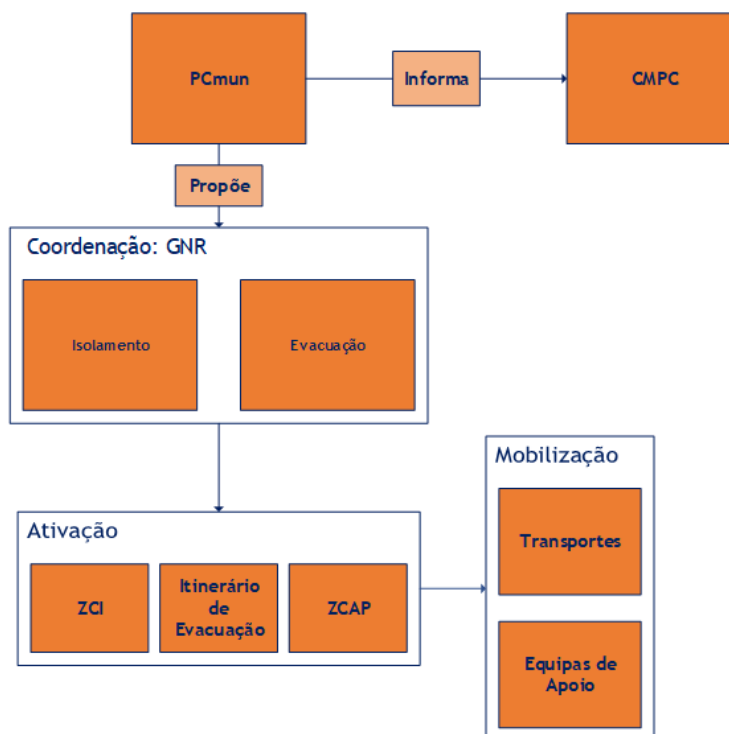 PCmun
Informa
CMPC
Propõe
Coordenação: GNR
Isolamento
Evacuação
Mobilização
Transportes
Equipas de
Apoio
Ativação
ZCI
Itinerário
de
Evacuação
ZCAP